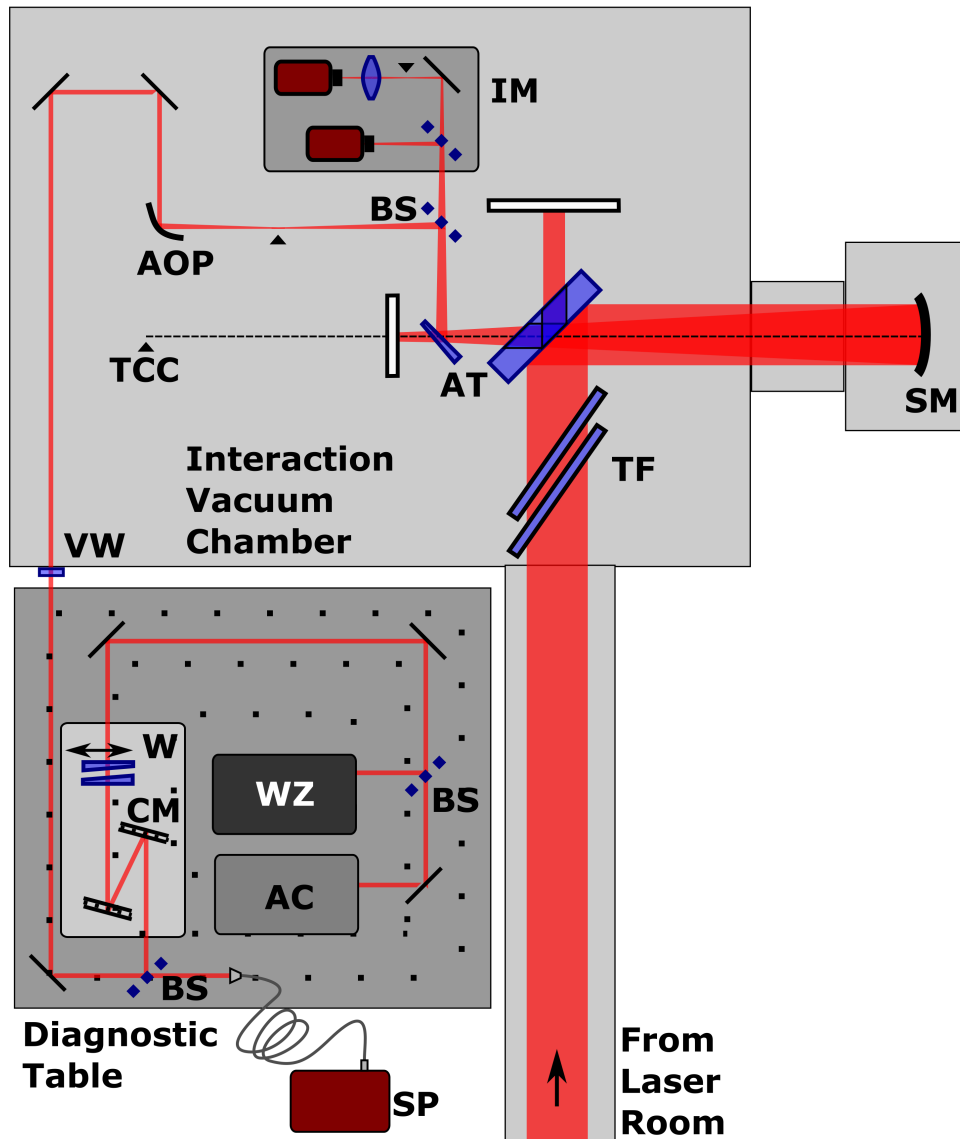 IM
BS
AOP
TCC
AT
SM
TF
Interaction
Vacuum
Chamber
VW
W
CM
WZ
BS
AC
BS
Diagnostic
Table
SP
From
Laser
Room